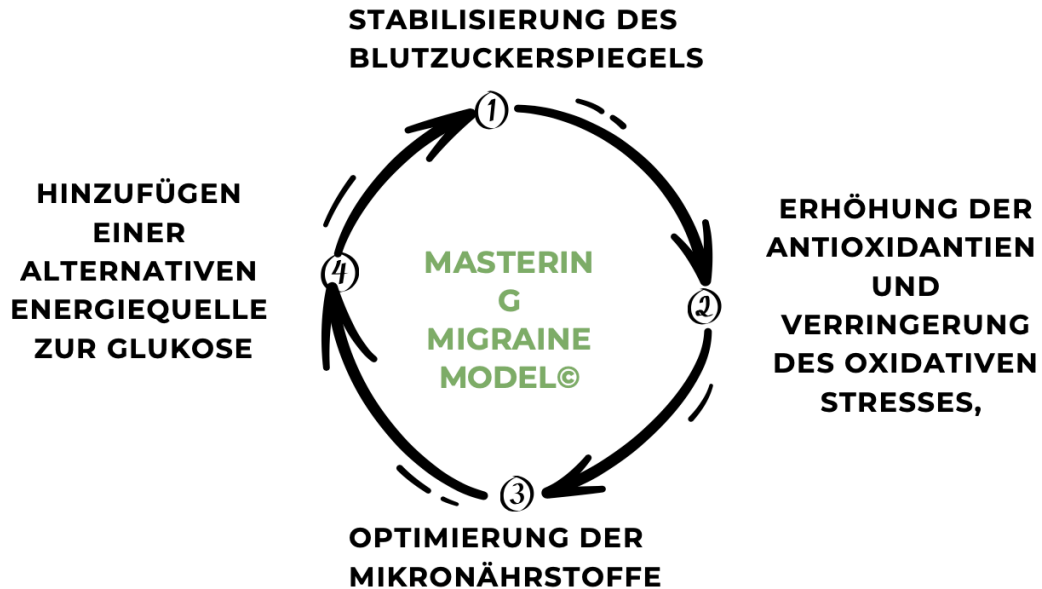 STABILISIERUNG DES
BLUTZUCKERSPIEGELS
1
ERHÖHUNG DER
ANTIOXIDANTIEN
UND
VERRINGERUNG
DES OXIDATIVEN
STRESSES,
2
OPTIMIERUNG DER
MIKRONÄHRSTOFFE
3
HINZUFÜGEN
EINER
ALTERNATIVEN
ENERGIEQUELLE
ZUR GLUKOSE
4
MASTERIN
G
MIGRAINE
MODEL©